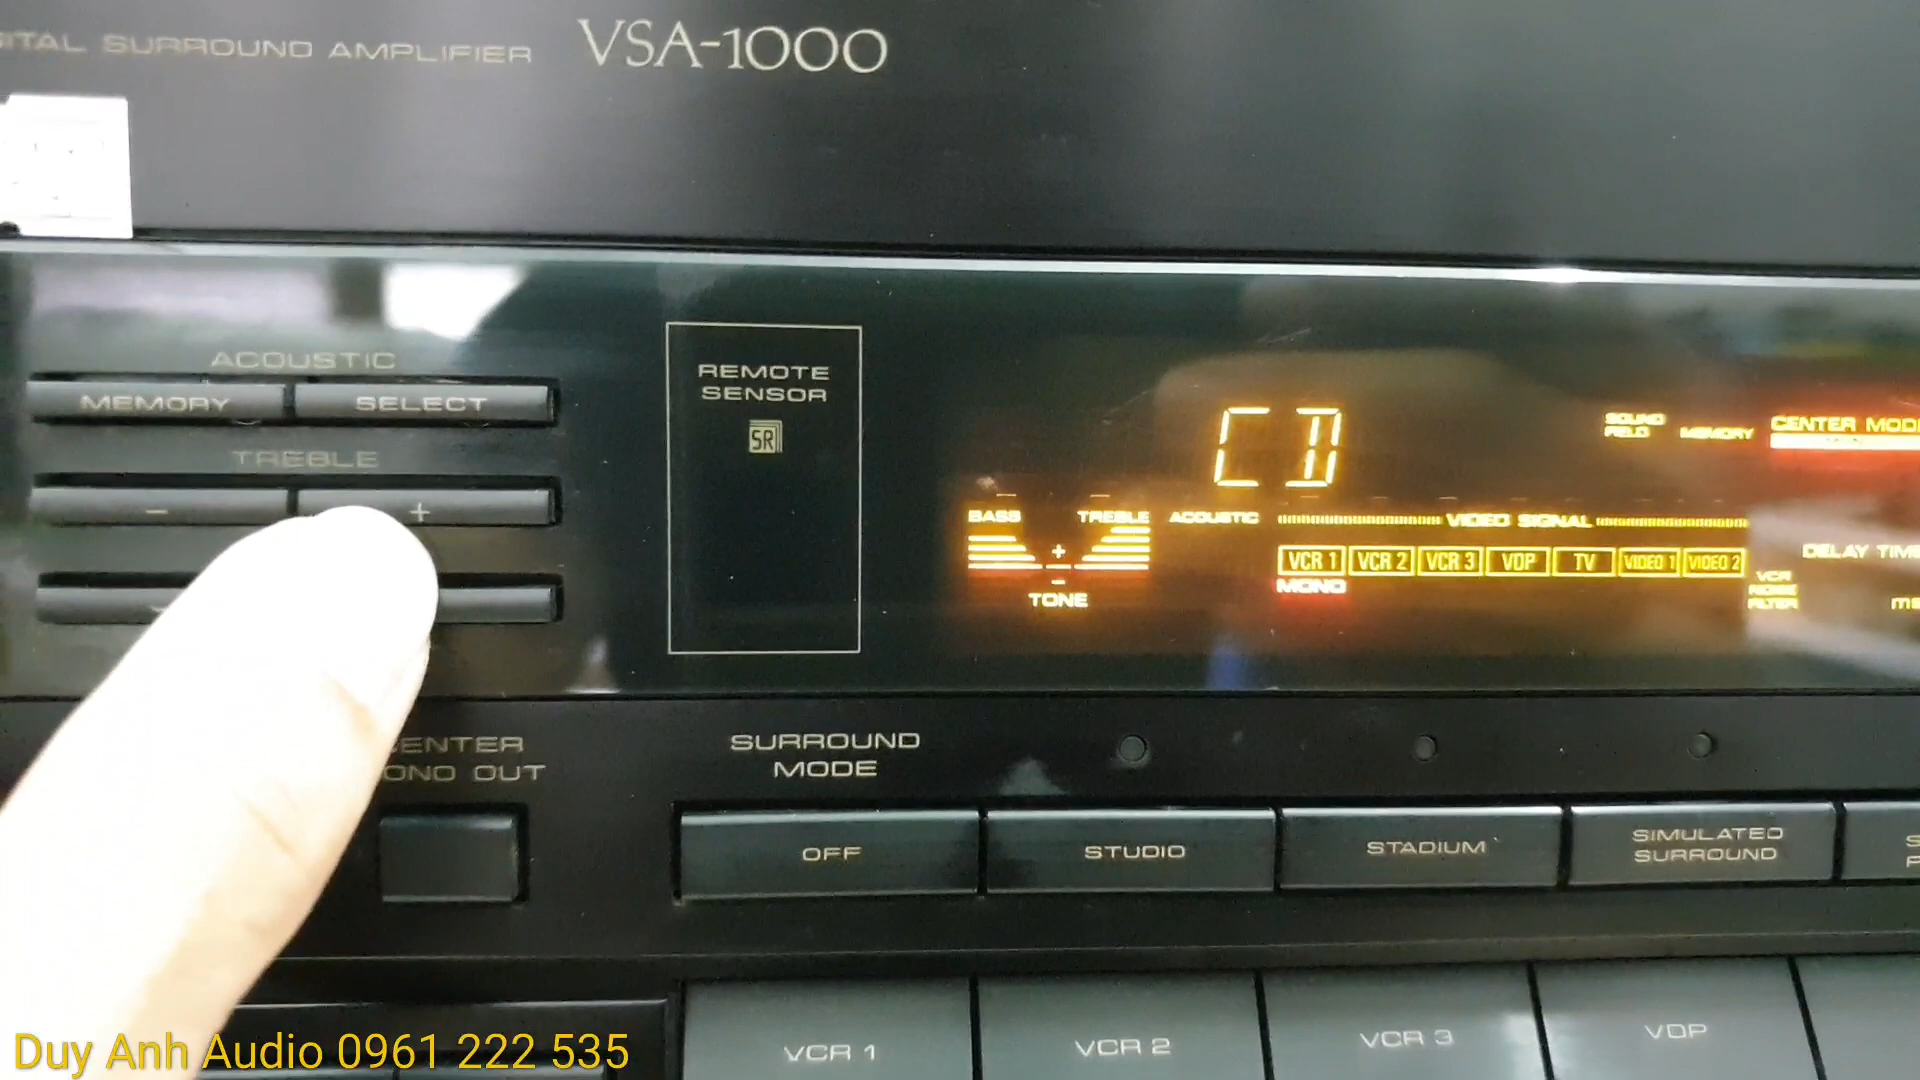 ITAL SURROUND AMPLIFIER VSA-1000
ACOUSTIC
MEMORY SELECT
TREBLE
- +
REMOTE
SENSOR
SR
CD
SOUND
FIELD
MEMORY
CENTER MODE
BASS TREBLE ACOUSTIC VIDEO SIGNAL
+
-
TONE
VCR 1 VCR 2 VCR 3 VDP TV VIDEO 1 VIDEO 2
MONO
VCR
NOISE
FILTER
DELAY TIME
ms
CENTER
MONO OUT
SURROUND
MODE
OFF STUDIO STADIUM SIMULATED
SURROUND
VCR 1 VCR 2 VCR 3 VDP
Duy Anh Audio 0961 222 535